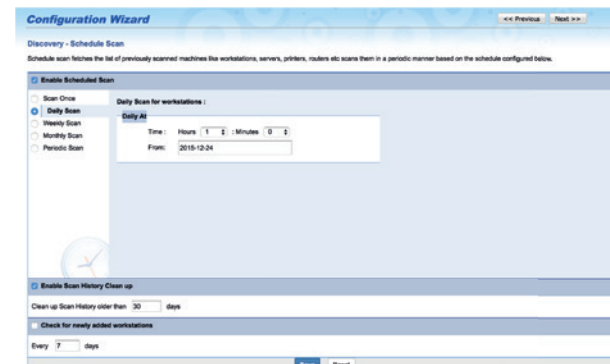 Configuration Wizard
<< Previous Next >>
Discovery - Schedule Scan
Schedule scan fetches the list of previously scanned machines like workstations, servers, printers, routers etc scans them in a periodic manner based on the schedule configured below.
Enable Scheduled Scan
Scan Once
Daily Scan
Weekly Scan
Monthly Scan
Periodic Scan
Daily Scan for workstations :
Daily At
Time : Hours 1 : Minutes 0
From: 2015-12-24
Enable Scan History Clean up
Clean up Scan History older than 30 days
Check for newly added workstations
Every 7 days
Save Reset